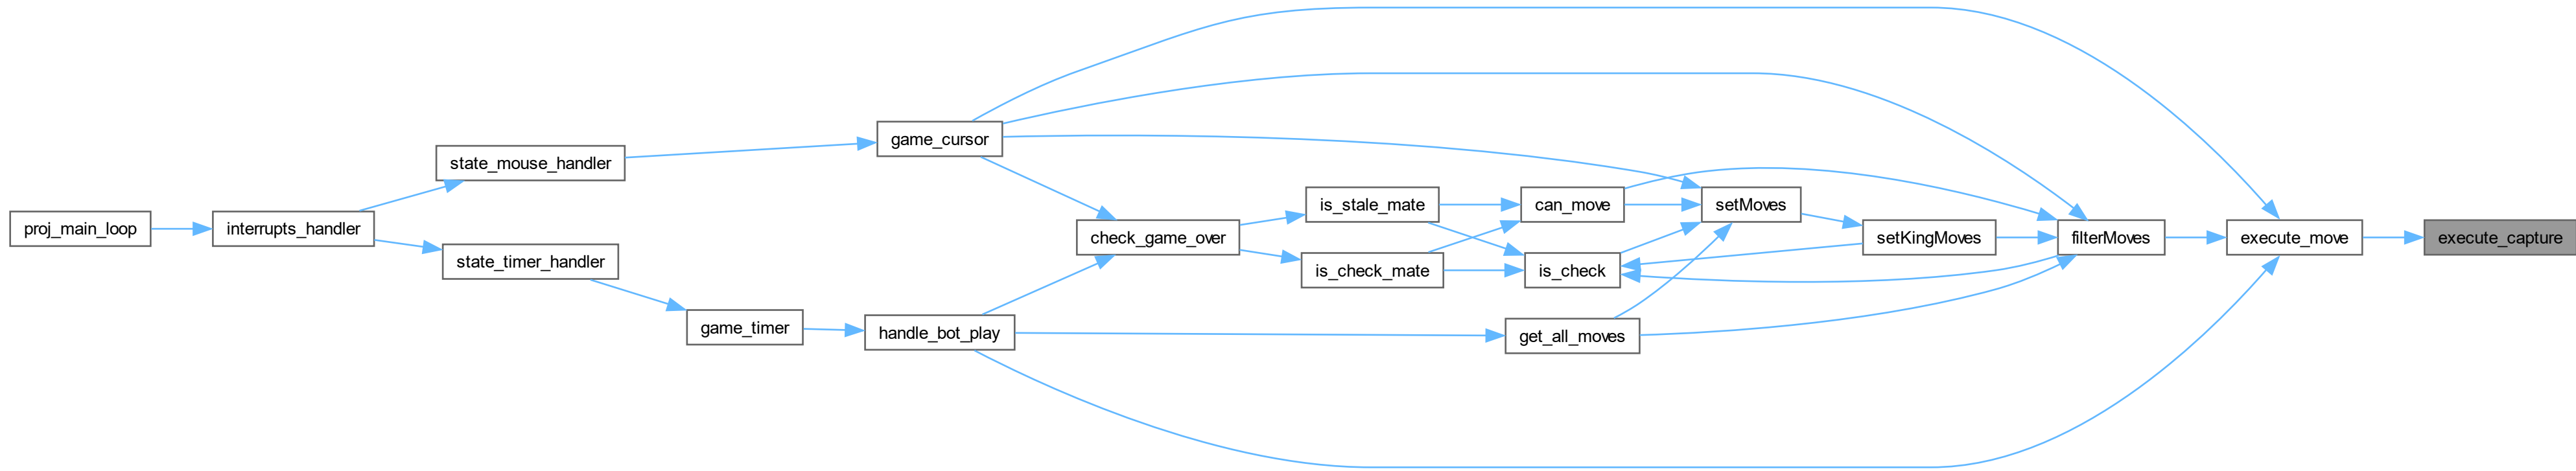 proj_main_loop
interrupts_handler
state_mouse_handler
state_timer_handler
game_timer
game_cursor
handle_bot_play
check_game_over
is_stale_mate
is_check_mate
can_move
is_check
get_all_moves
setMoves
setKingMoves
filterMoves
execute_move
execute_capture